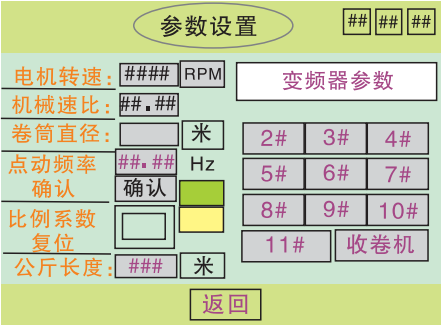 参数设置 ## ## ##
电机转速: #### RPM
机械速比: ##.##
卷筒直径: 米
点动频率 ##.## Hz
确认 确认
比例系数
复位
公斤长度: ### 米
变频器参数
2# 3# 4#
5# 6# 7#
8# 9# 10#
11# 收卷机
返回